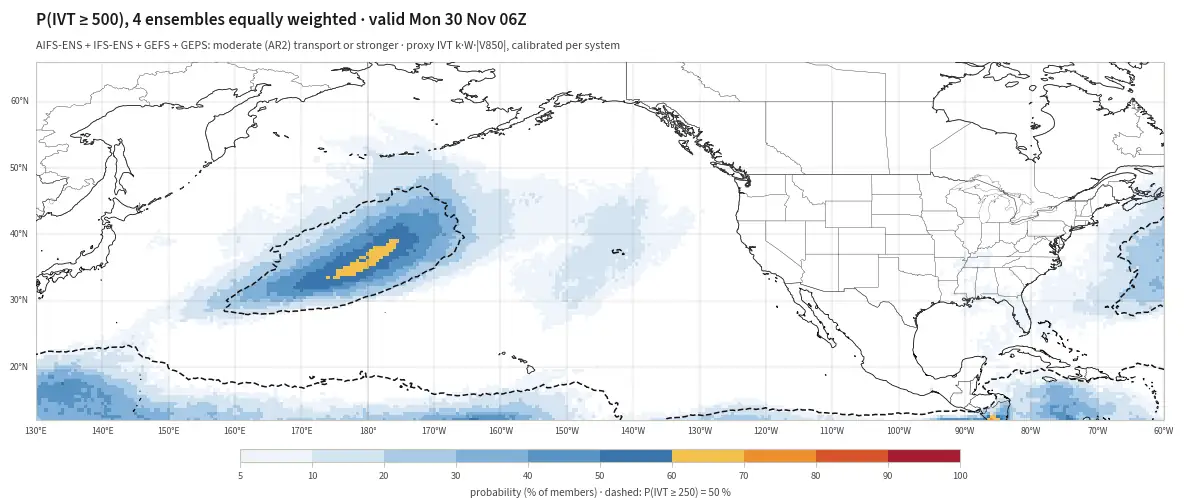 P(IVT ≥ 500), 4 ensembles equally weighted · valid Mon 30 Nov 06Z
AIFS-ENS + IFS-ENS + GEFS + GEPS: moderate (AR2) transport or stronger · proxy IVT k·W·|V850|, calibrated per system
60°N
50°N
40°N
30°N
20°N
130°E 140°E 150°E 160°E 170°E 180° 170°W 160°W 150°W 140°W 130°W 120°W 110°W 100°W 90°W 80°W 70°W 60°W
5 10 20 30 40 50 60 70 80 90 100
probability (% of members) · dashed: P(IVT ≥ 250) = 50 %